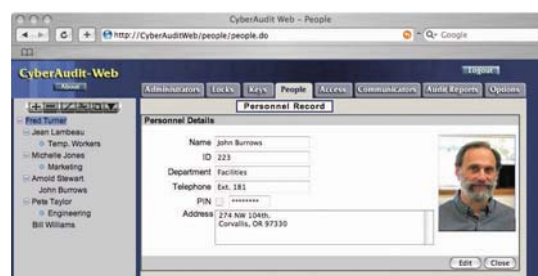 CyberAudit Web – People
http://CyberAuditWeb/people/people.do
Q- Google
CyberAudit-Web
About
Logout
Administrators Locks Keys People Access Communicators Audit Reports Options
Personnel Record
Fred Turner
Jean Lambeau
Temp. Workers
Michelle Jones
Marketing
Arnold Stewart
John Burrows
Pete Taylor
Engineering
Bill Williams
Personnel Details
Name John Burrows
ID 223
Department Facilities
Telephone Ext. 181
PIN ********
Address 274 NW 104th,
Corvallis, OR 97330
Edit Close